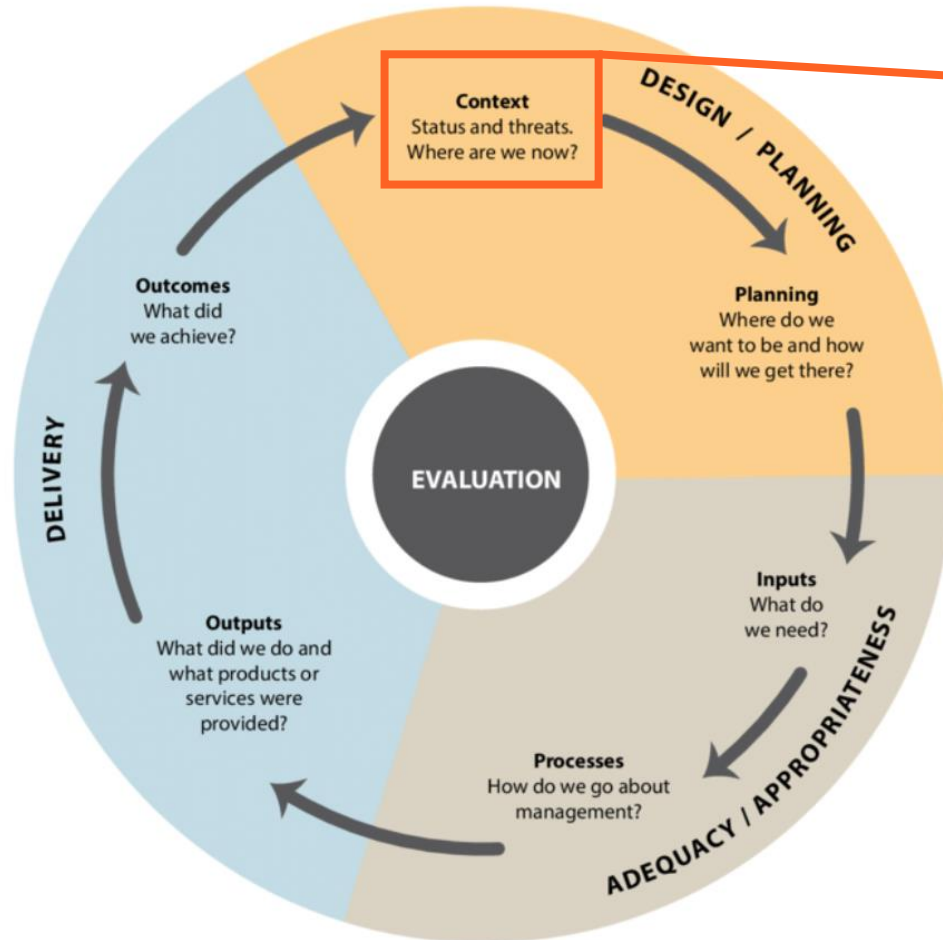 DESIGN / PLANNING
Context
Status and threats.
Where are we now?
Planning
Where do we
want to be and how
will we get there?
ADEQUACY / APPROPRIATENESS
Inputs
What do
we need?
Processes
How do we go about
management?
DELIVERY
Outputs
What did we do and
what products or
services were
provided?
Outcomes
What did
we achieve?
EVALUATION